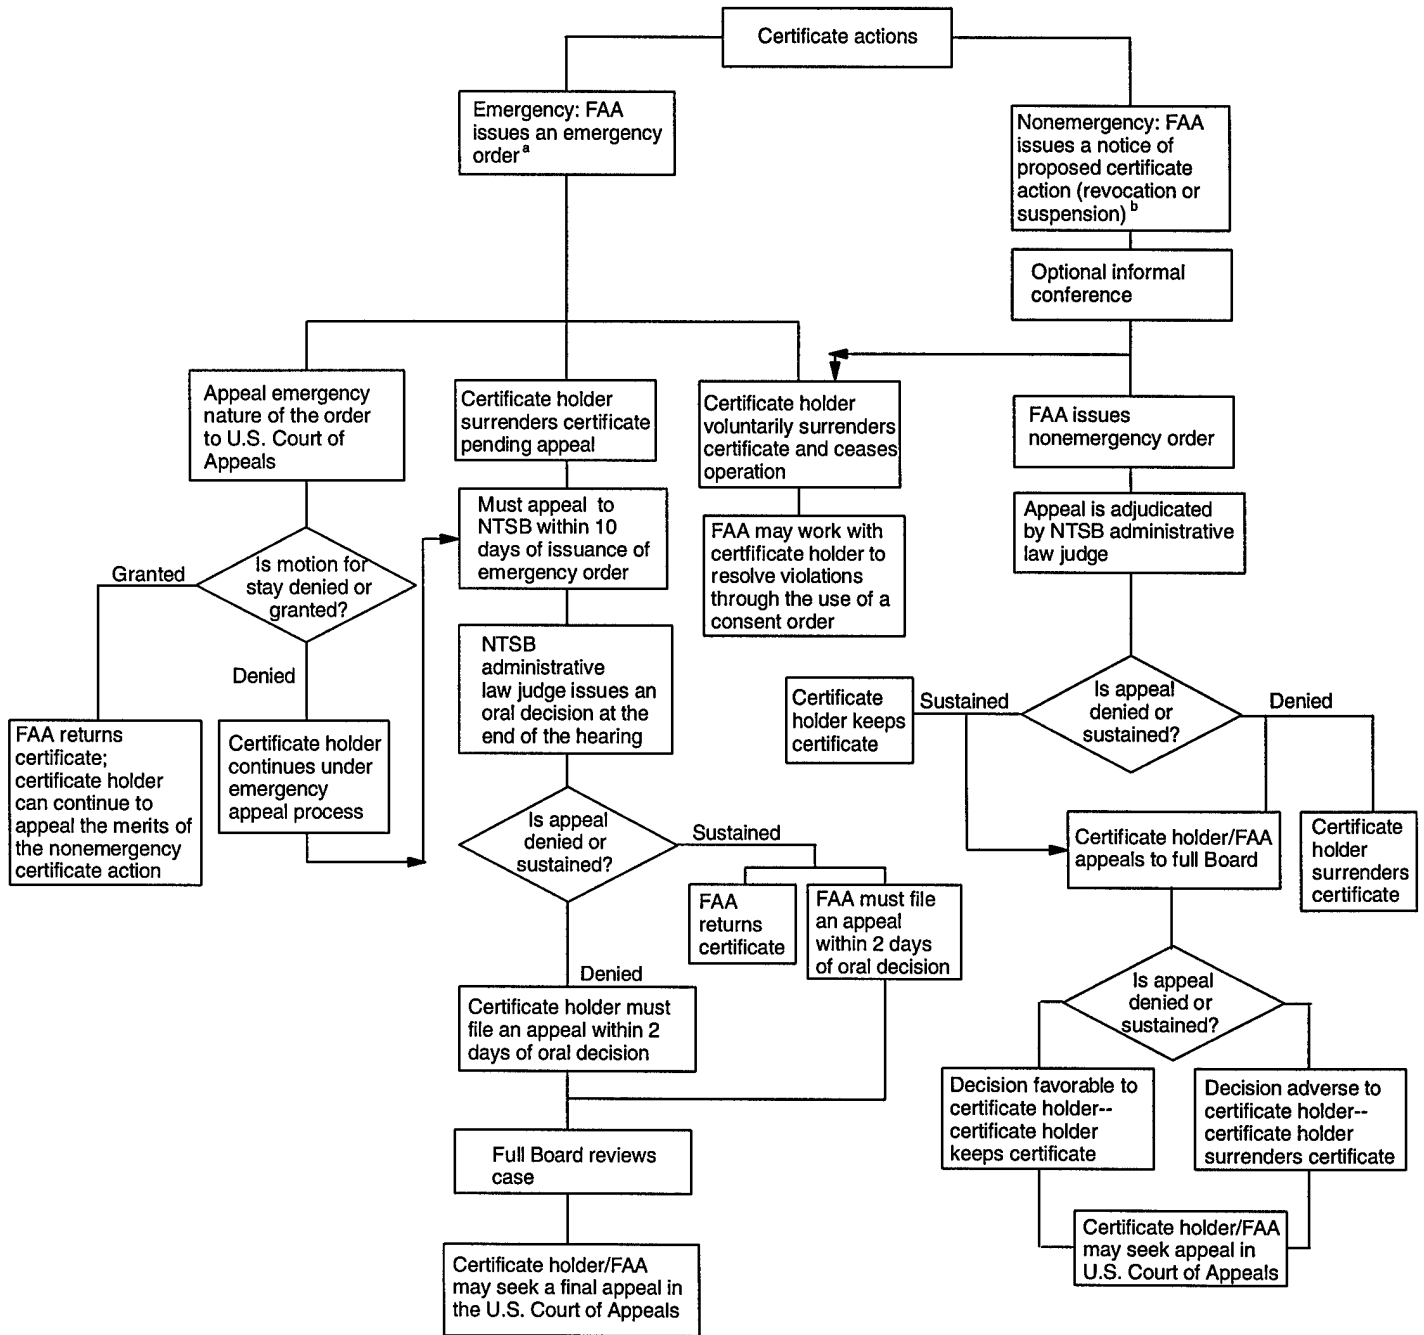 Certificate actions
Emergency: FAA
issues an emergency
order a
Nonemergency: FAA
issues a notice of
proposed certificate
action (revocation or
suspension) b
Optional informal
conference
Appeal emergency
nature of the order
to U.S. Court of
Appeals
Certificate holder
surrenders certificate
pending appeal
Certificate holder
voluntarily surrenders
certificate and ceases
operation
FAA issues
nonemergency order
Must appeal to
NTSB within 10
days of issuance of
emergency order
FAA may work with
certfificate holder to
resolve violations
through the use of a
consent order
Appeal is adjudicated
by NTSB administrative
law judge
Is motion for
stay denied or
granted?
Granted
Denied
NTSB
administrative
law judge issues an
oral decision at the
end of the hearing
Certificate
holder keeps
certificate
Sustained
Is appeal
denied or
sustained?
Denied
FAA returns
certificate;
certificate holder
can continue to
appeal the merits of
the nonemergency
certificate action
Certificate holder
continues under
emergency
appeal process
Is appeal
denied or
sustained?
Sustained
Certificate holder/FAA
appeals to full Board
Certificate
holder
surrenders
certificate
FAA
returns
certificate
FAA must file
an appeal
within 2 days
of oral decision
Denied
Certificate holder must
file an appeal within 2
days of oral decision
Is appeal
denied or
sustained?
Decision favorable to
certificate holder--
certificate holder
keeps certificate
Decision adverse to
certificate holder--
certificate holder
surrenders certificate
Full Board reviews
case
Certificate holder/FAA
may seek appeal in
U.S. Court of Appeals
Certificate holder/FAA
may seek a final appeal in
the U.S. Court of Appeals